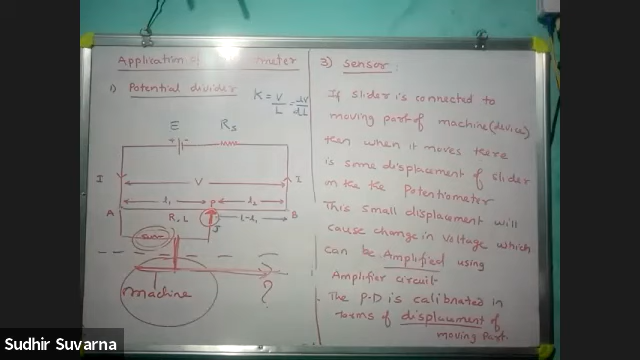 Application of meter
1) Potential divider
K = V/L = dV/dL
E
+ -
Rs
I
V
I
l1
P
l2
A
R, L
L-l1
B
J
machine
?
3) Sensor :
If slider is connected to
moving part of machine (device)
then when it moves there
is some displacement of slider
on the the Potentiometer
This small displacement will
cause change in voltage which
can be Amplified using
Amplifier circuit
The P.D is calibrated in
terms of displacement of
moving part.
Sudhir Suvarna